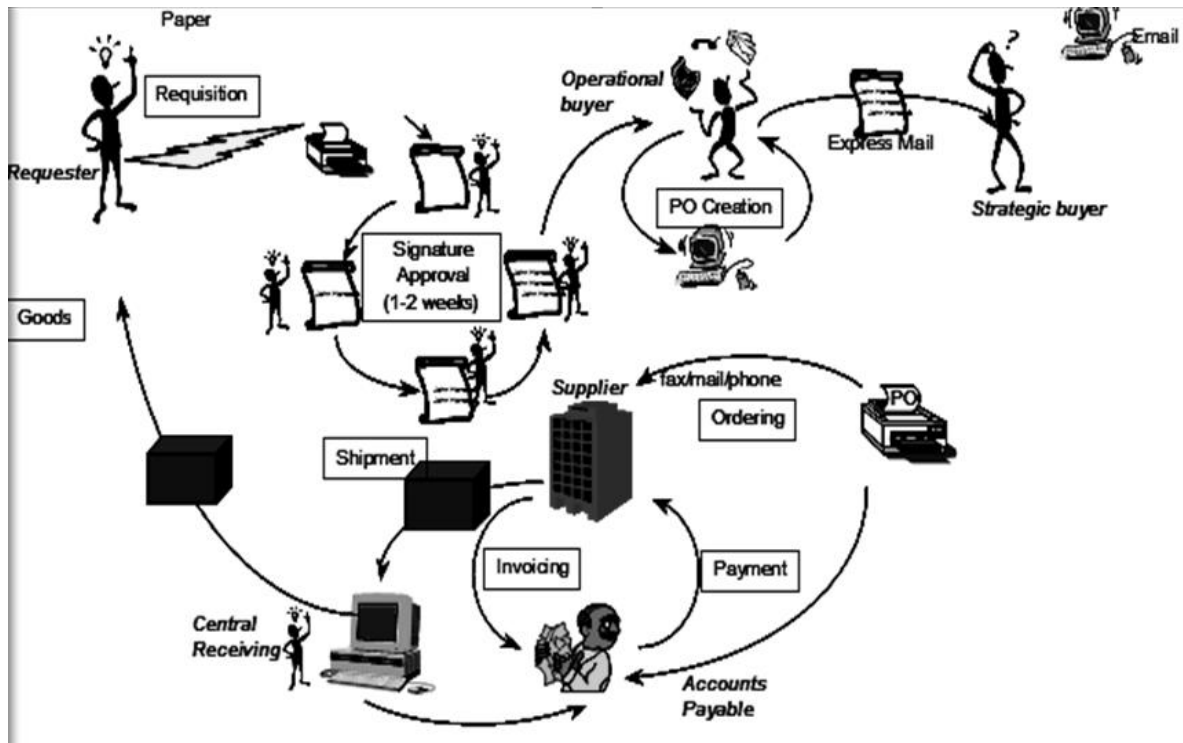 Paper
Email
Requisition
Operational
buyer
?
Express Mail
Requester
PO Creation
Strategic buyer
Signature
Approval
(1-2 weeks)
Goods
Supplier
fax/mail/phone
PO
Ordering
Shipment
Invoicing
Payment
Central
Receiving
Accounts
Payable